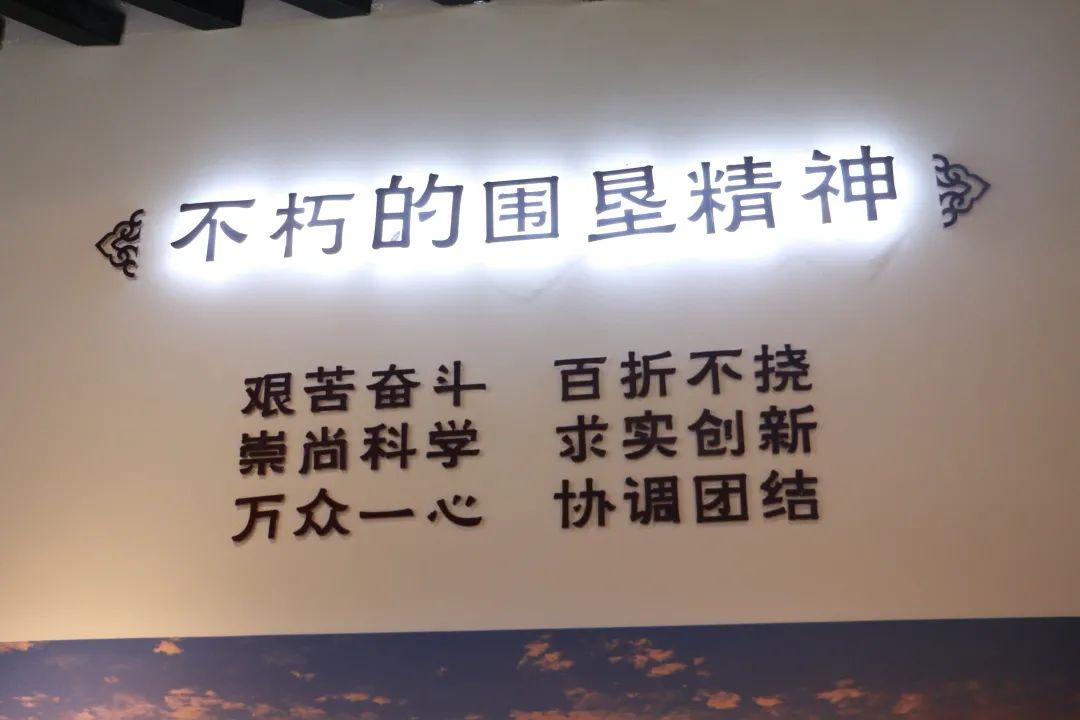 不朽的围垦精神
艰苦奋斗 百折不挠
崇尚科学 求实创新
万众一心 协调团结